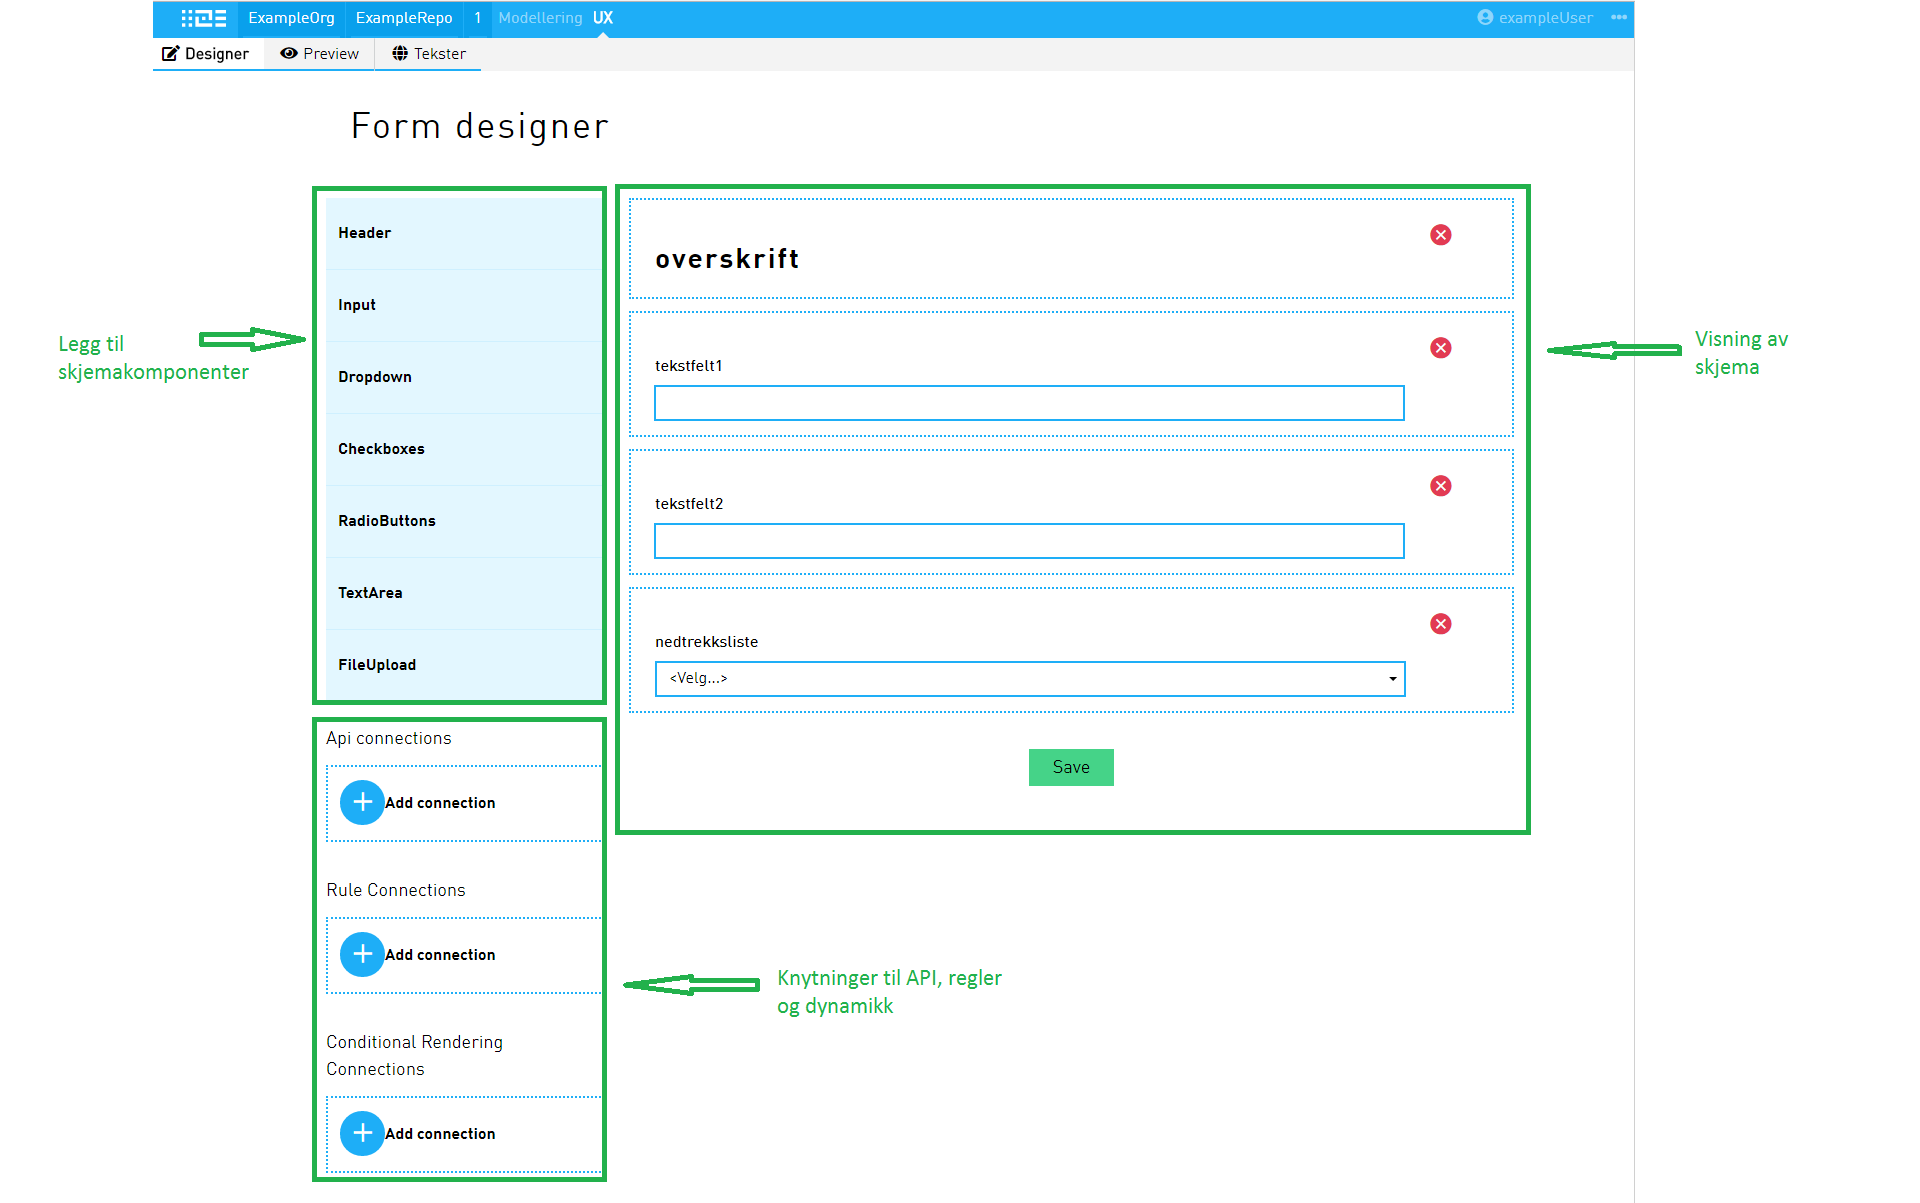 ExampleOrg ExampleRepo 1 Modellering UX exampleUser
Designer Preview Tekster
Form designer
Header
Input
Dropdown
Checkboxes
RadioButtons
TextArea
FileUpload
Legg til
skjemakomponenter
overskrift
tekstfelt1
tekstfelt2
nedtrekksliste
<Velg...>
Save
Visning av
skjema
Api connections
Add connection
Rule Connections
Add connection
Conditional Rendering
Connections
Add connection
Knytninger til API, regler
og dynamikk